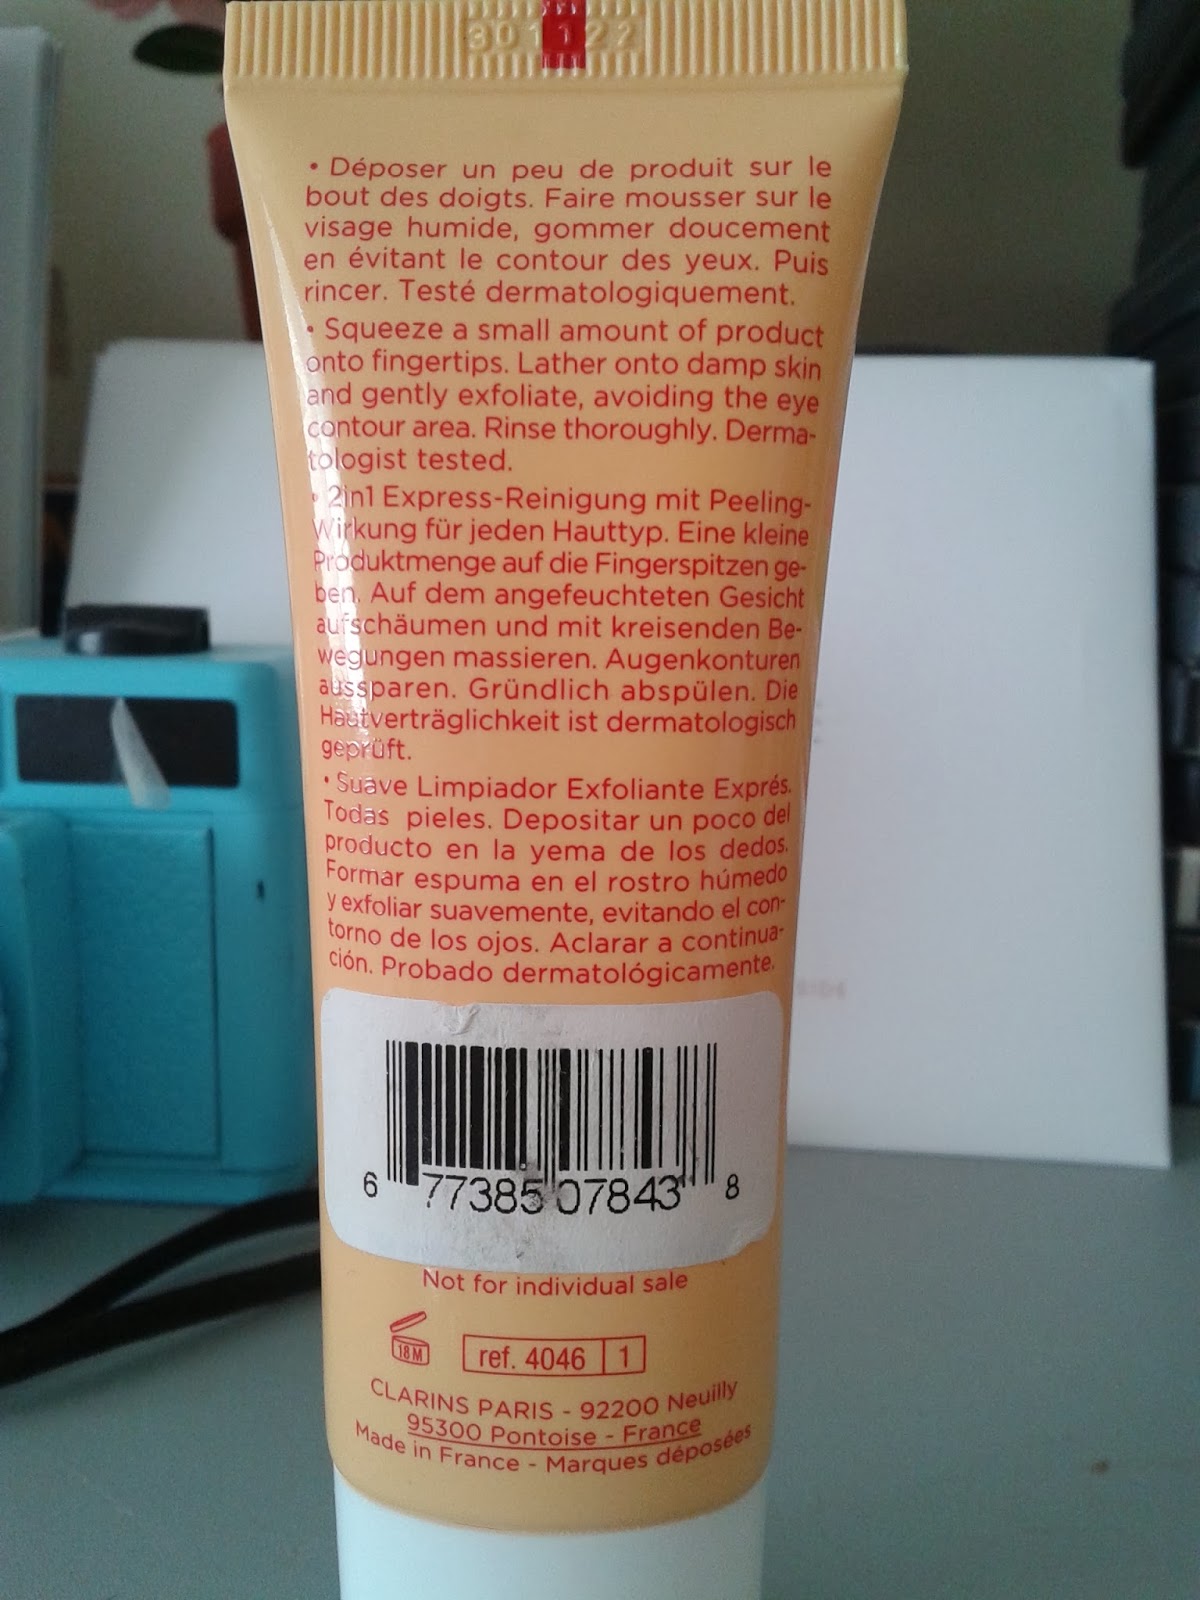 301122
• Déposer un peu de produit sur le
bout des doigts. Faire mousser sur le
visage humide, gommer doucement
en évitant le contour des yeux. Puis
rincer. Testé dermatologiquement.
• Squeeze a small amount of product
onto fingertips. Lather onto damp skin
and gently exfoliate, avoiding the eye
contour area. Rinse thoroughly. Derma-
tologist tested.
• 2in1 Express-Reinigung mit Peeling-
Wirkung für jeden Hauttyp. Eine kleine
Produktmenge auf die Fingerspitzen ge-
ben. Auf dem angefeuchteten Gesicht
aufschäumen und mit kreisenden Be-
wegungen massieren. Augenkonturen
aussparen. Gründlich abspülen. Die
Hautverträglichkeit ist dermatologisch
geprüft.
• Suave Limpiador Exfoliante Exprés.
Todas pieles. Depositar un poco del
producto en la yema de los dedos.
Formar espuma en el rostro húmedo
y exfoliar suavemente, evitando el con-
torno de los ojos. Aclarar a continua-
ción. Probado dermatológicamente.
6 77385 07843 8
Not for individual sale
18M ref. 4046 1
CLARINS PARIS - 92200 Neuilly
95300 Pontoise - France
Made in France - Marques déposées